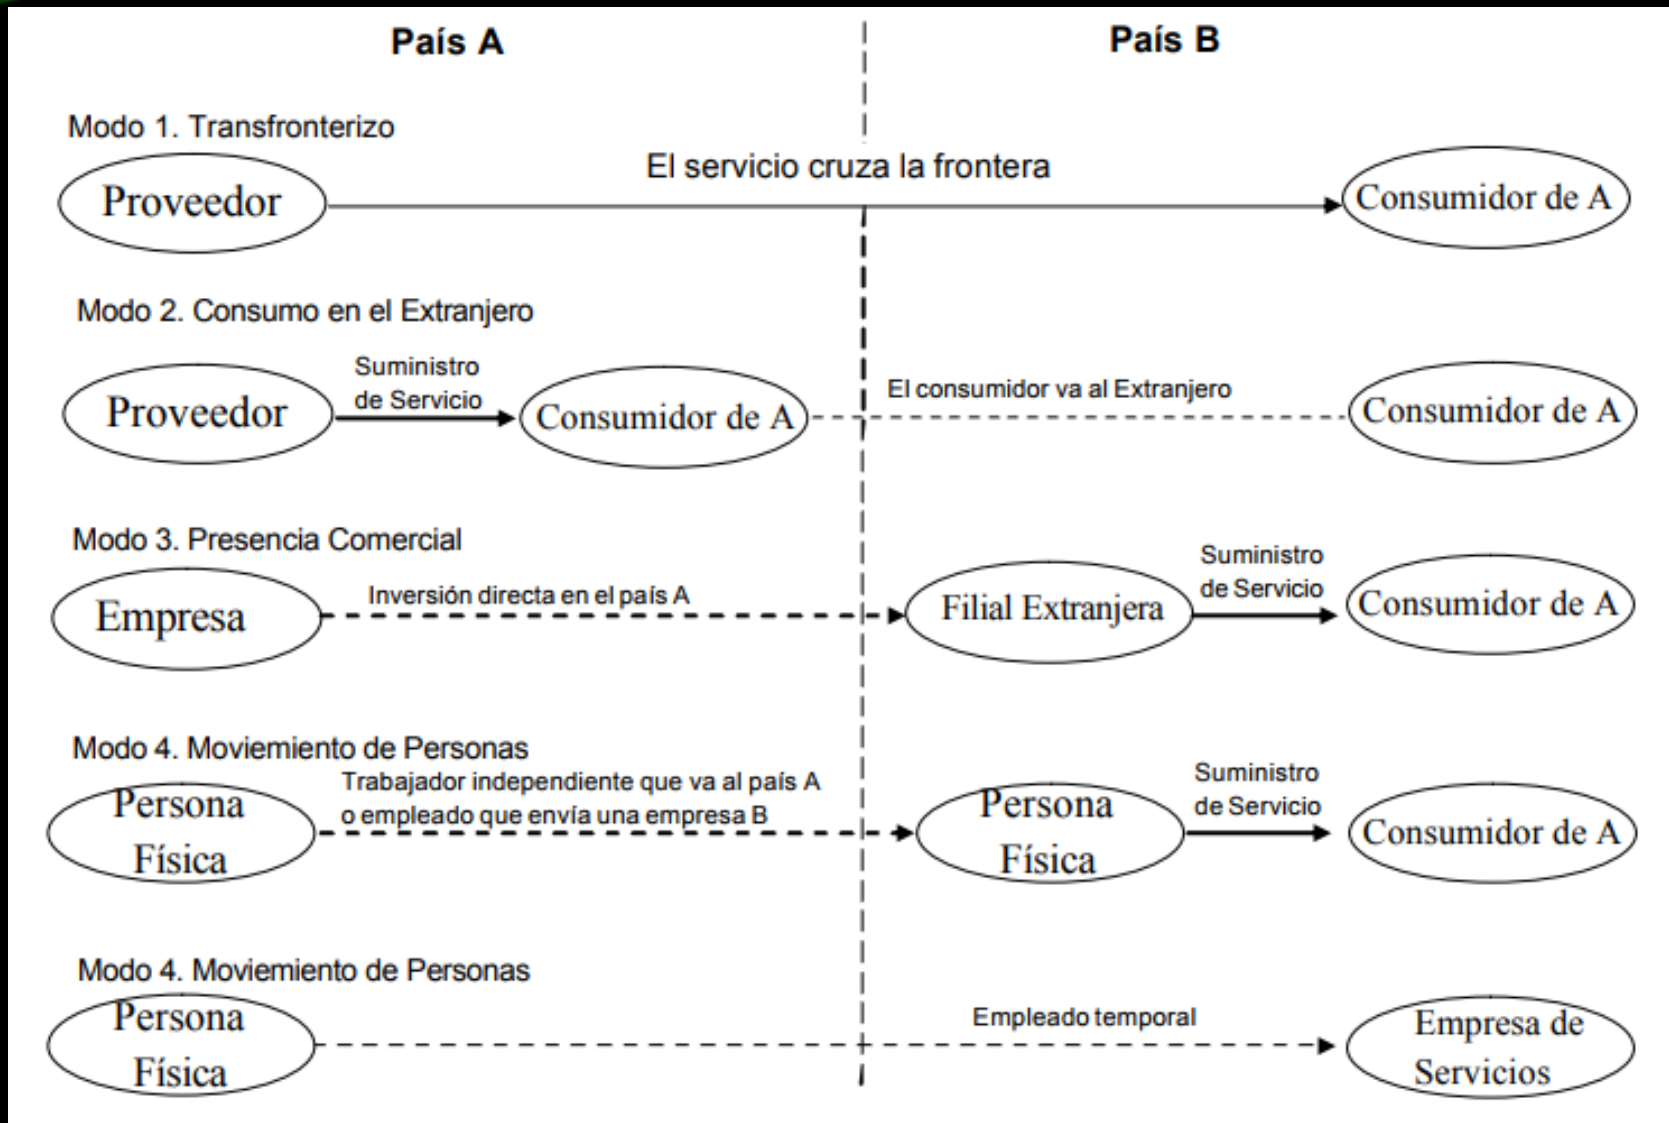 País A
País B
Modo 1. Transfronterizo
El servicio cruza la frontera
Proveedor
Consumidor de A
Modo 2. Consumo en el Extranjero
Suministro
de Servicio
El consumidor va al Extranjero
Proveedor
Consumidor de A
Consumidor de A
Modo 3. Presencia Comercial
Suministro
de Servicio
Inversión directa en el país A
Empresa
Filial Extranjera
Consumidor de A
Modo 4. Moviemiento de Personas
Trabajador independiente que va al país A
o empleado que envía una empresa B
Suministro
de Servicio
Persona
Física
Persona
Física
Consumidor de A
Modo 4. Moviemiento de Personas
Persona
Física
Empleado temporal
Empresa de
Servicios